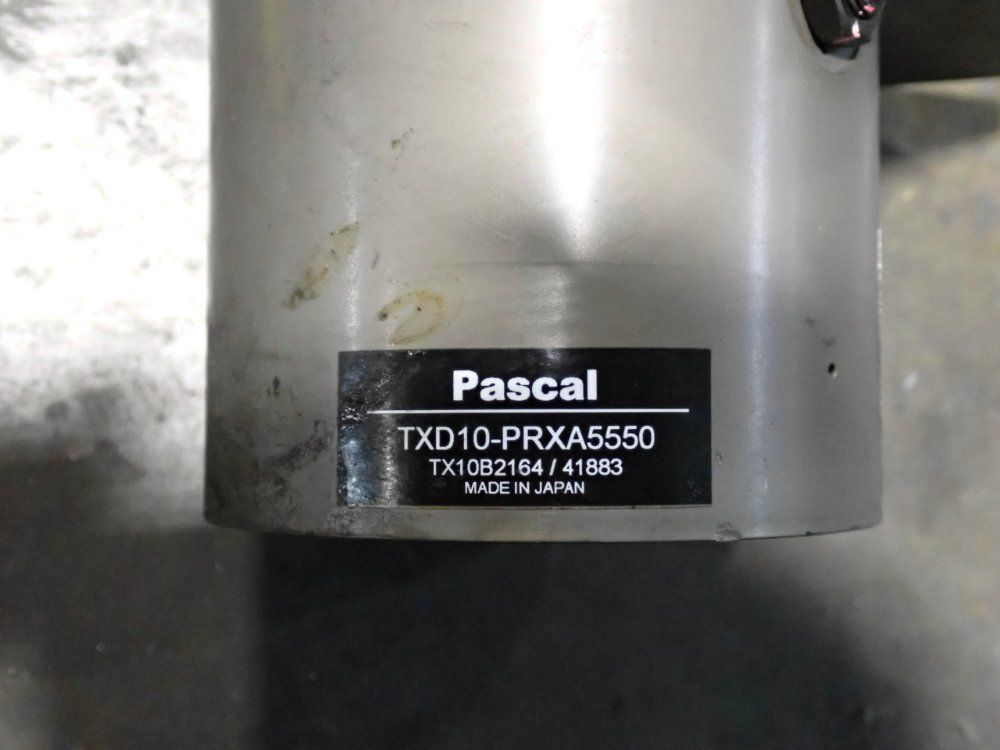 Pascal
TXD10-PRXA5550
TX10B2164 / 41883
MADE IN JAPAN